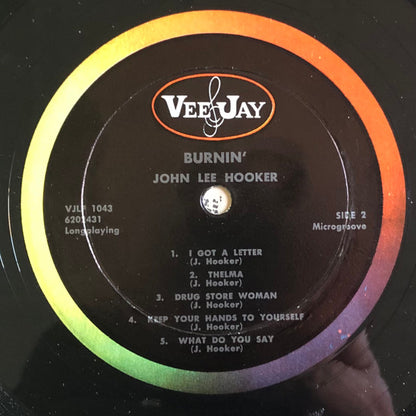 VEE JAY
BURNIN'
JOHN LEE HOOKER
VJLP 1043
6202431
Longplaying
SIDE 2
Microgroove
1. I GOT A LETTER
(J. Hooker)
2. THELMA
(J. Hooker)
3. DRUG STORE WOMAN
(J. Hooker)
4. KEEP YOUR HANDS TO YOURSELF
(J. Hooker)
5. WHAT DO YOU SAY
(J. Hooker)